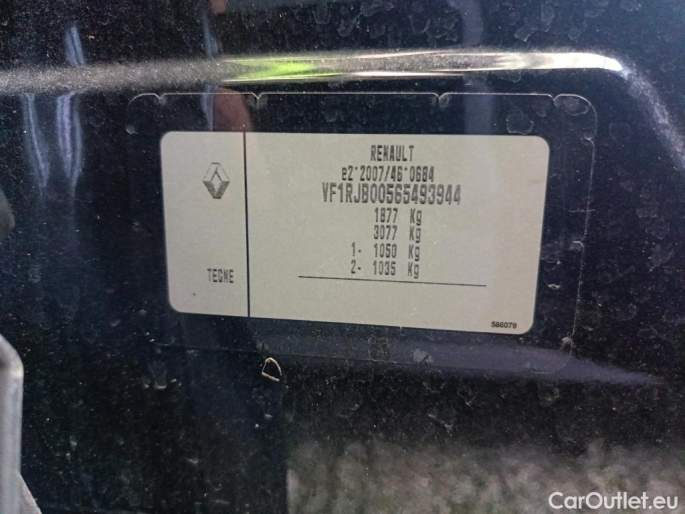 RENAULT
e2*2007/46*0684
VF1RJB00565493944
1877 Kg
3077 Kg
1- 1050 Kg
2- 1035 Kg
TECNE
586079
CarOutlet.eu